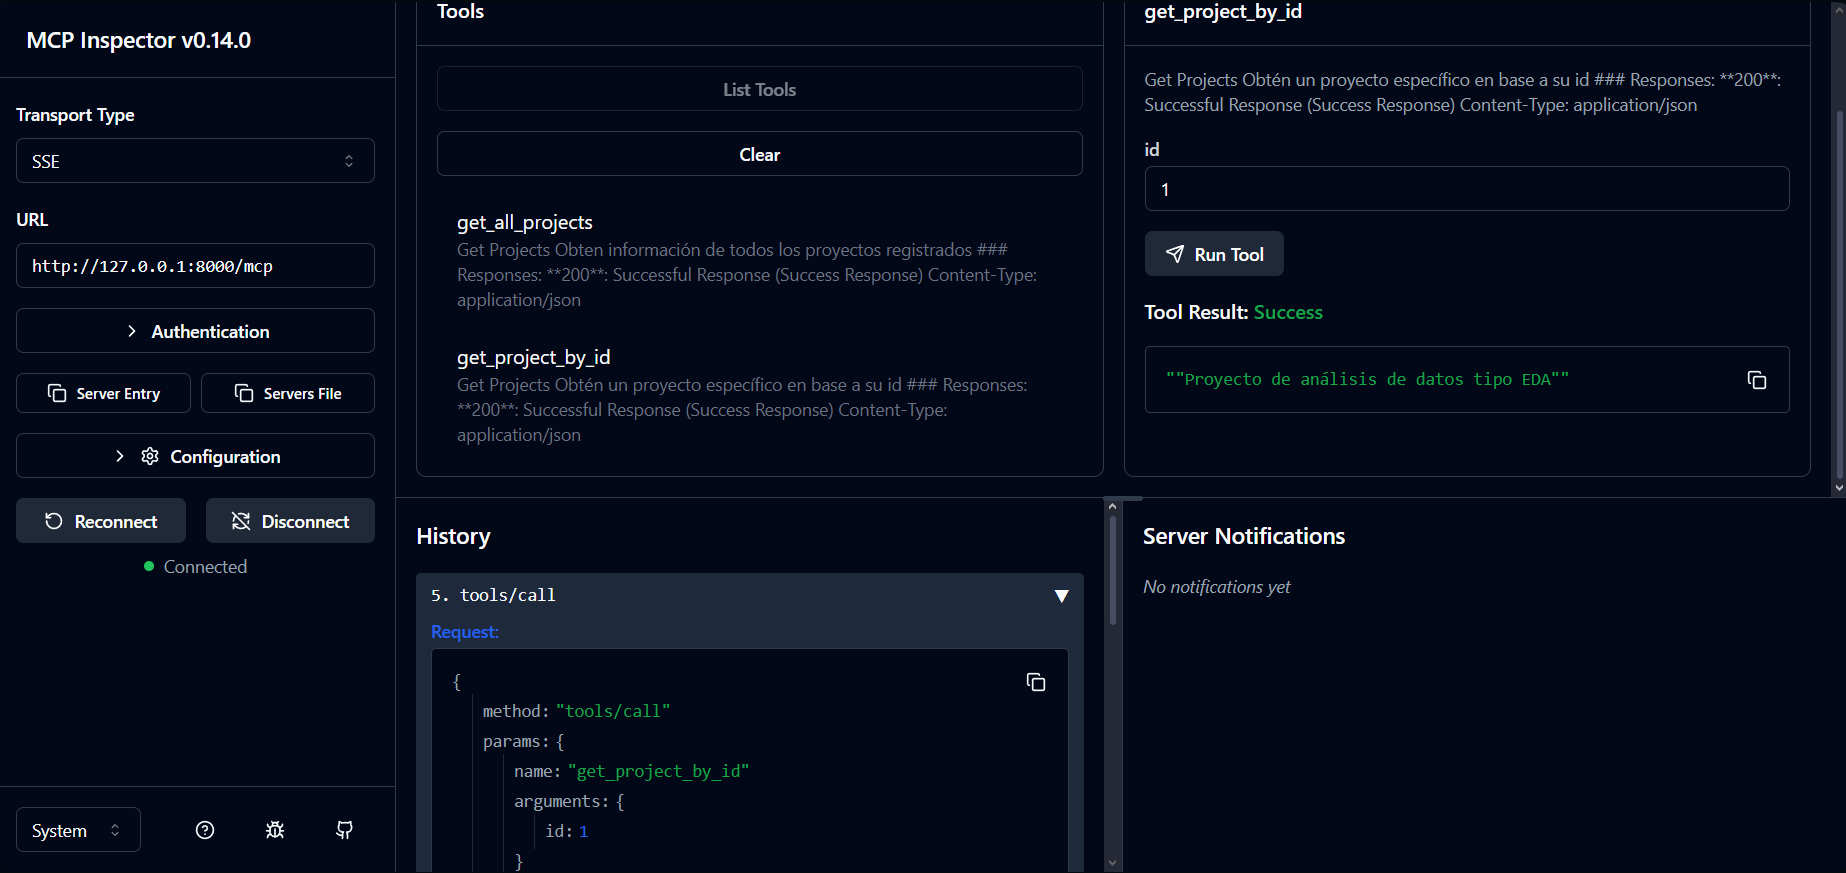 MCP Inspector v0.14.0
Transport Type
SSE
URL
http://127.0.0.1:8000/mcp
Authentication
Server Entry
Servers File
Configuration
Reconnect
Disconnect
Connected
System
Tools
List Tools
Clear
get_all_projects
Get Projects Obten información de todos los proyectos registrados ###
Responses: **200**: Successful Response (Success Response) Content-Type:
application/json
get_project_by_id
Get Projects Obtén un proyecto específico en base a su id ### Responses:
**200**: Successful Response (Success Response) Content-Type:
application/json
get_project_by_id
Get Projects Obtén un proyecto específico en base a su id ### Responses: **200**:
Successful Response (Success Response) Content-Type: application/json
id
1
Run Tool
Tool Result: Success
""Proyecto de análisis de datos tipo EDA""
History
5. tools/call
Request:
{
method: "tools/call"
params: {
name: "get_project_by_id"
arguments: {
id: 1
}
Server Notifications
No notifications yet